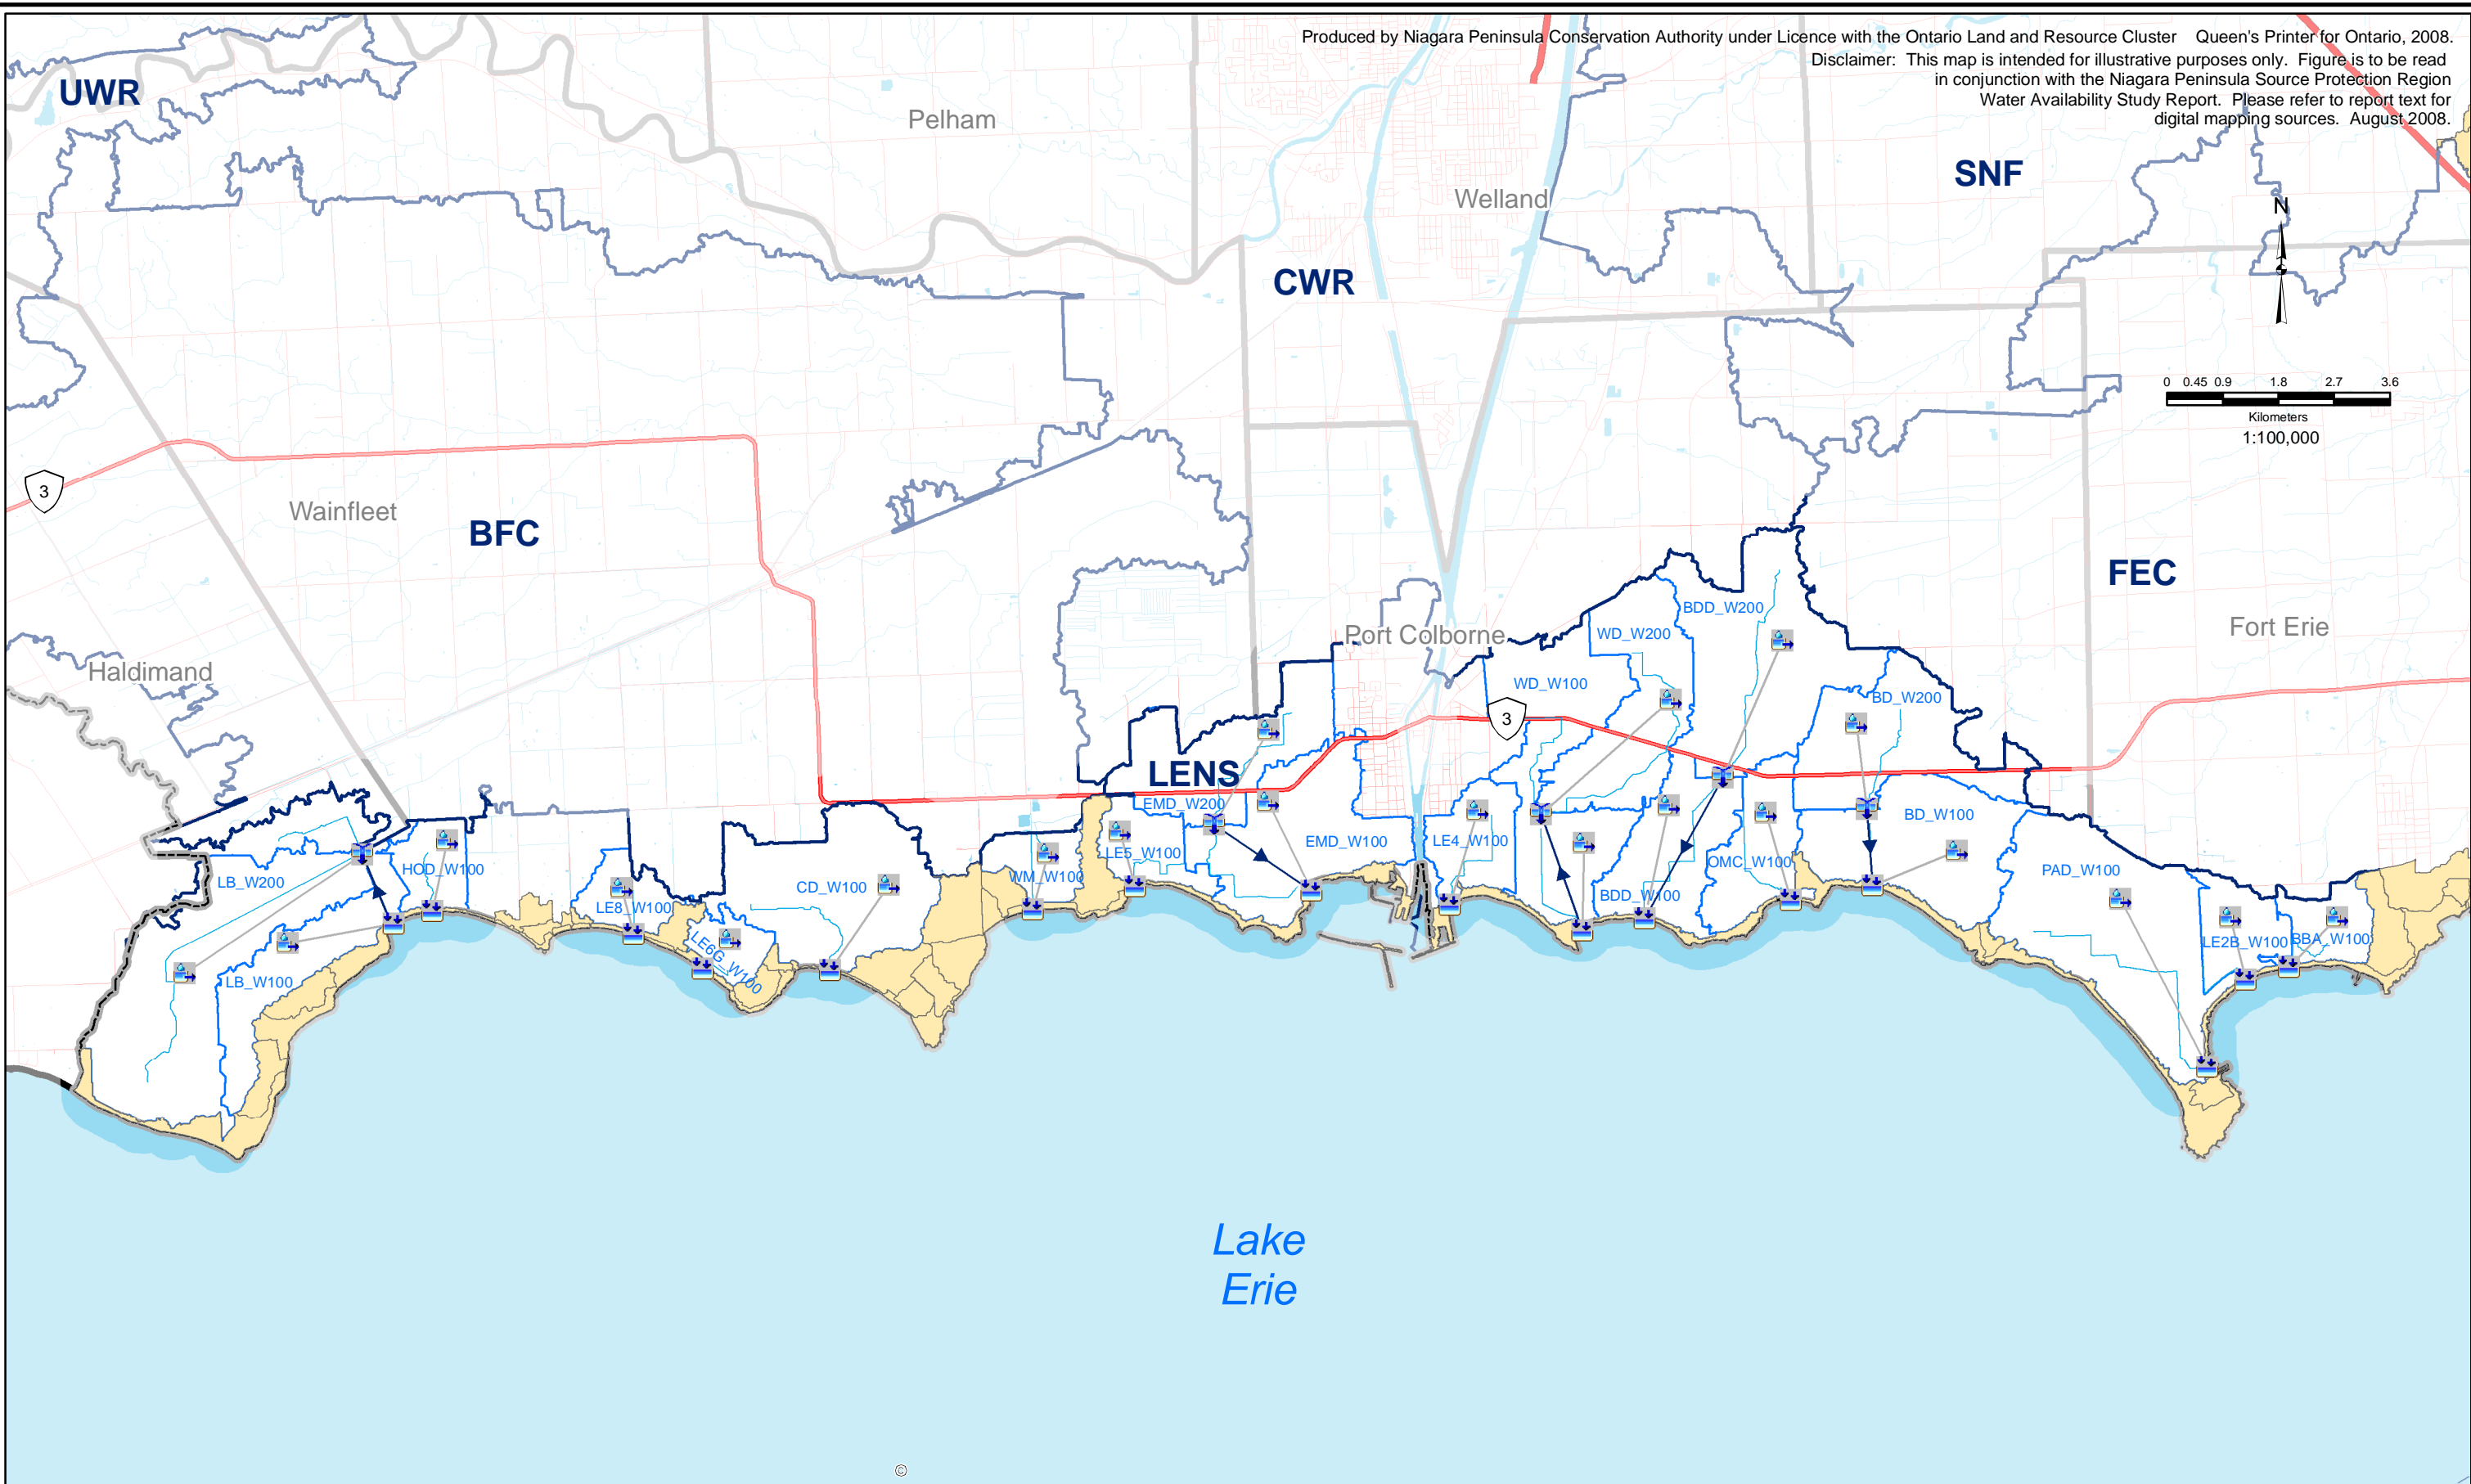 Produced by Niagara Peninsula Conservation Authority under Licence with the Ontario Land and Resource Cluster Queen's Printer for Ontario, 2008.
Disclaimer: This map is intended for illustrative purposes only. Figure is to be read
in conjunction with the Niagara Peninsula Source Protection Region
Water Availability Study Report. Please refer to report text for
digital mapping sources. August 2008.
UWR
Pelham
SNF
Welland
N
CWR
0 0.45 0.9 1.8 2.7 3.6
Kilometers
1:100,000
3
Wainfleet
BFC
FEC
BDD_W200
Port Colborne
WD_W200
Fort Erie
Haldimand
WD_W100
BD_W200
3
LENS
EMD_W200
BD_W100
LE5_W100
EMD_W100
LE4_W100
OMC_W100
HOD_W100
LB_W200
CD_W100
WM_W100
PAD_W100
LE8_W100
BDD_W100
LE6G_W100
LE2B_W100
BBA_W100
LB_W100
Lake
Erie
©